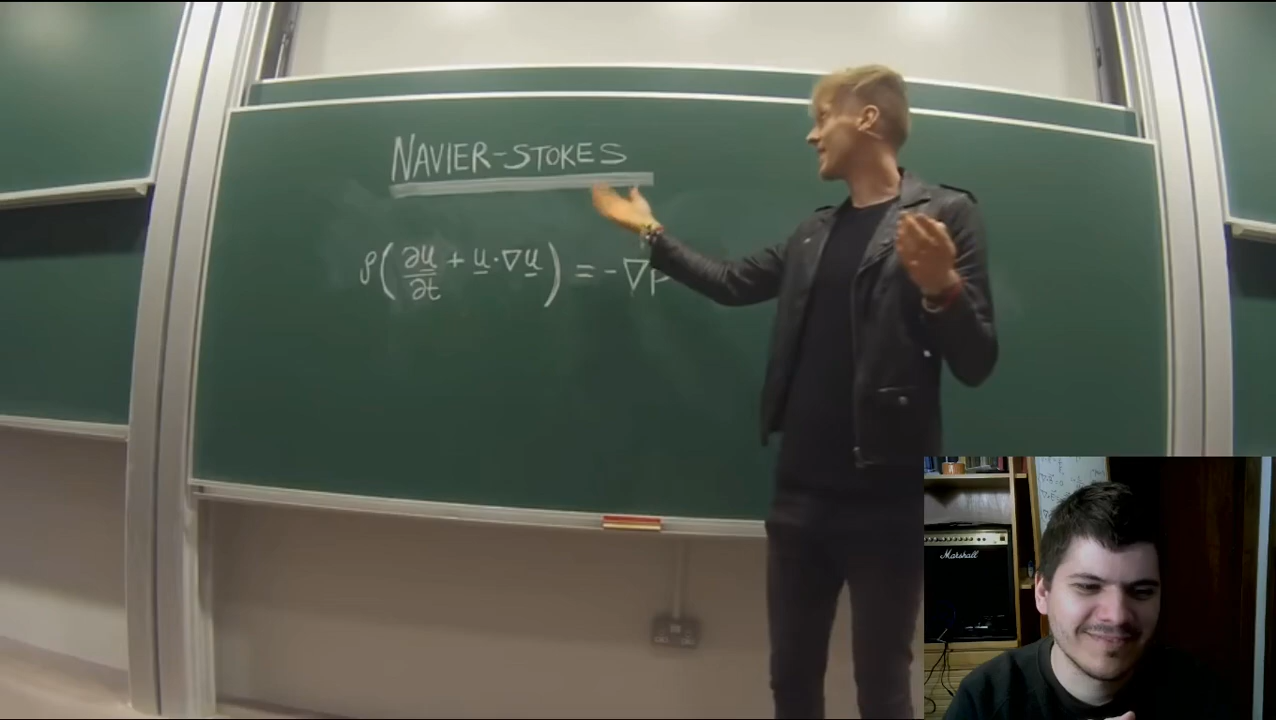 NAVIER-STOKES
ρ(∂u̲/∂t + u̲·∇u̲) = -∇p
Marshall